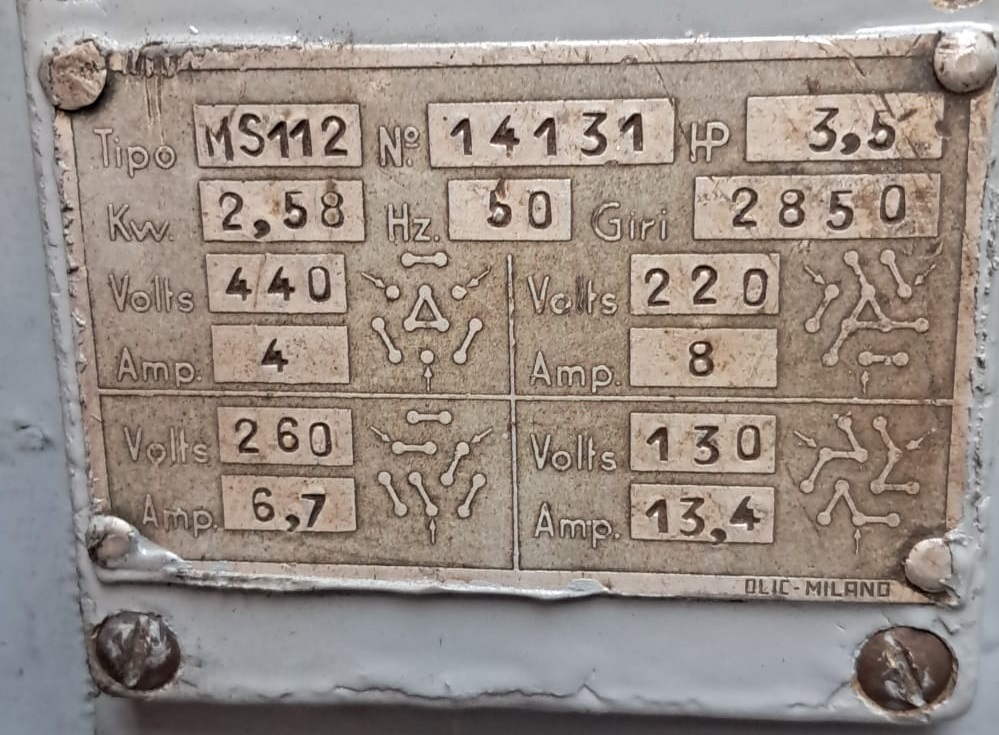 Tipo MS112 Nº 14131 HP 3,5
Kw. 2,58 Hz. 50 Giri 2850
Volts 440 Volts 220
Amp. 4 Amp. 8
Volts 260 Volts 130
Amp. 6,7 Amp. 13,4
OLIC-MILANO